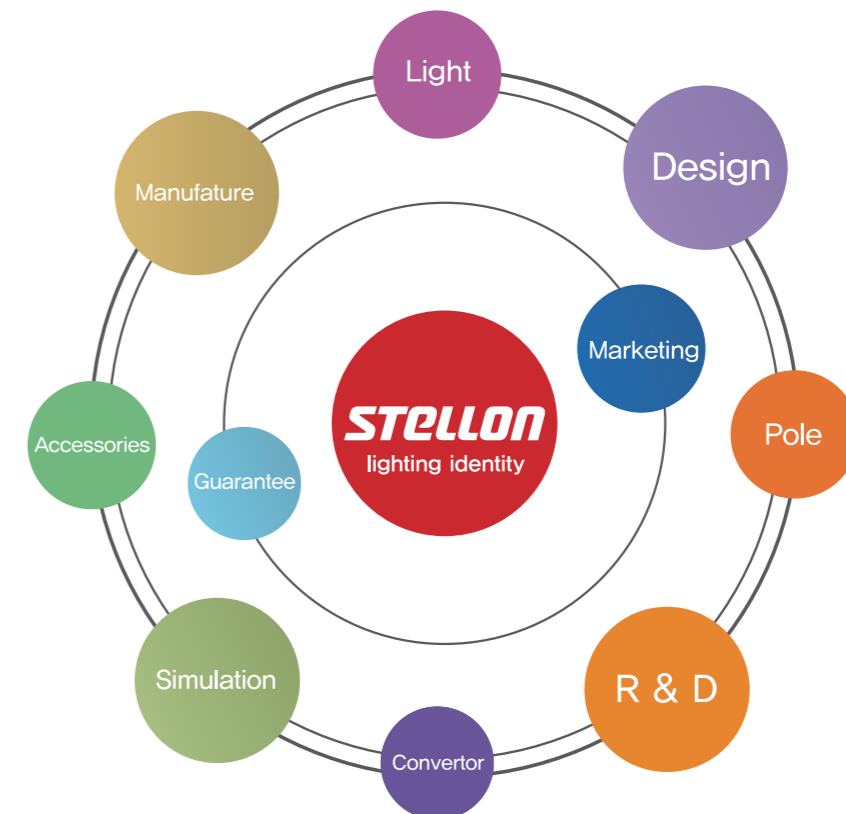 Light
Design
Manufature
Marketing
STELLON
lighting identity
Pole
Accessories
Guarantee
Simulation
R & D
Convertor